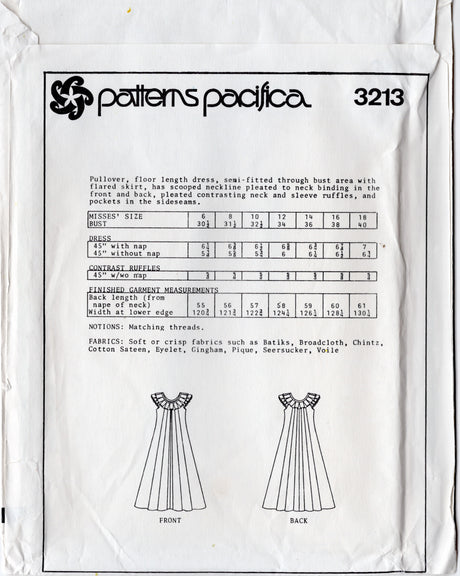 patterns pacifica 3213
Pullover, floor length dress, semi-fitted through bust area with
flared skirt, has scooped neckline pleated to neck binding in the
front and back, pleated contrasting neck and sleeve ruffles, and
pockets in the sideseams.
MISSES' SIZE 6 8 10 12 14 16 18
BUST 30½ 31½ 32½ 34 36 38 40
DRESS
45" with nap 7
45" without nap 6
CONTRAST RUFFLES
45" w/wo nap
FINISHED GARMENT MEASUREMENTS
Back length (from
nape of neck) 55 56 57 58 59 60 61
Width at lower edge
NOTIONS: Matching threads.
FABRICS: Soft or crisp fabrics such as Batiks, Broadcloth, Chintz,
Cotton Sateen, Eyelet, Gingham, Pique, Seersucker, Voile
FRONT BACK